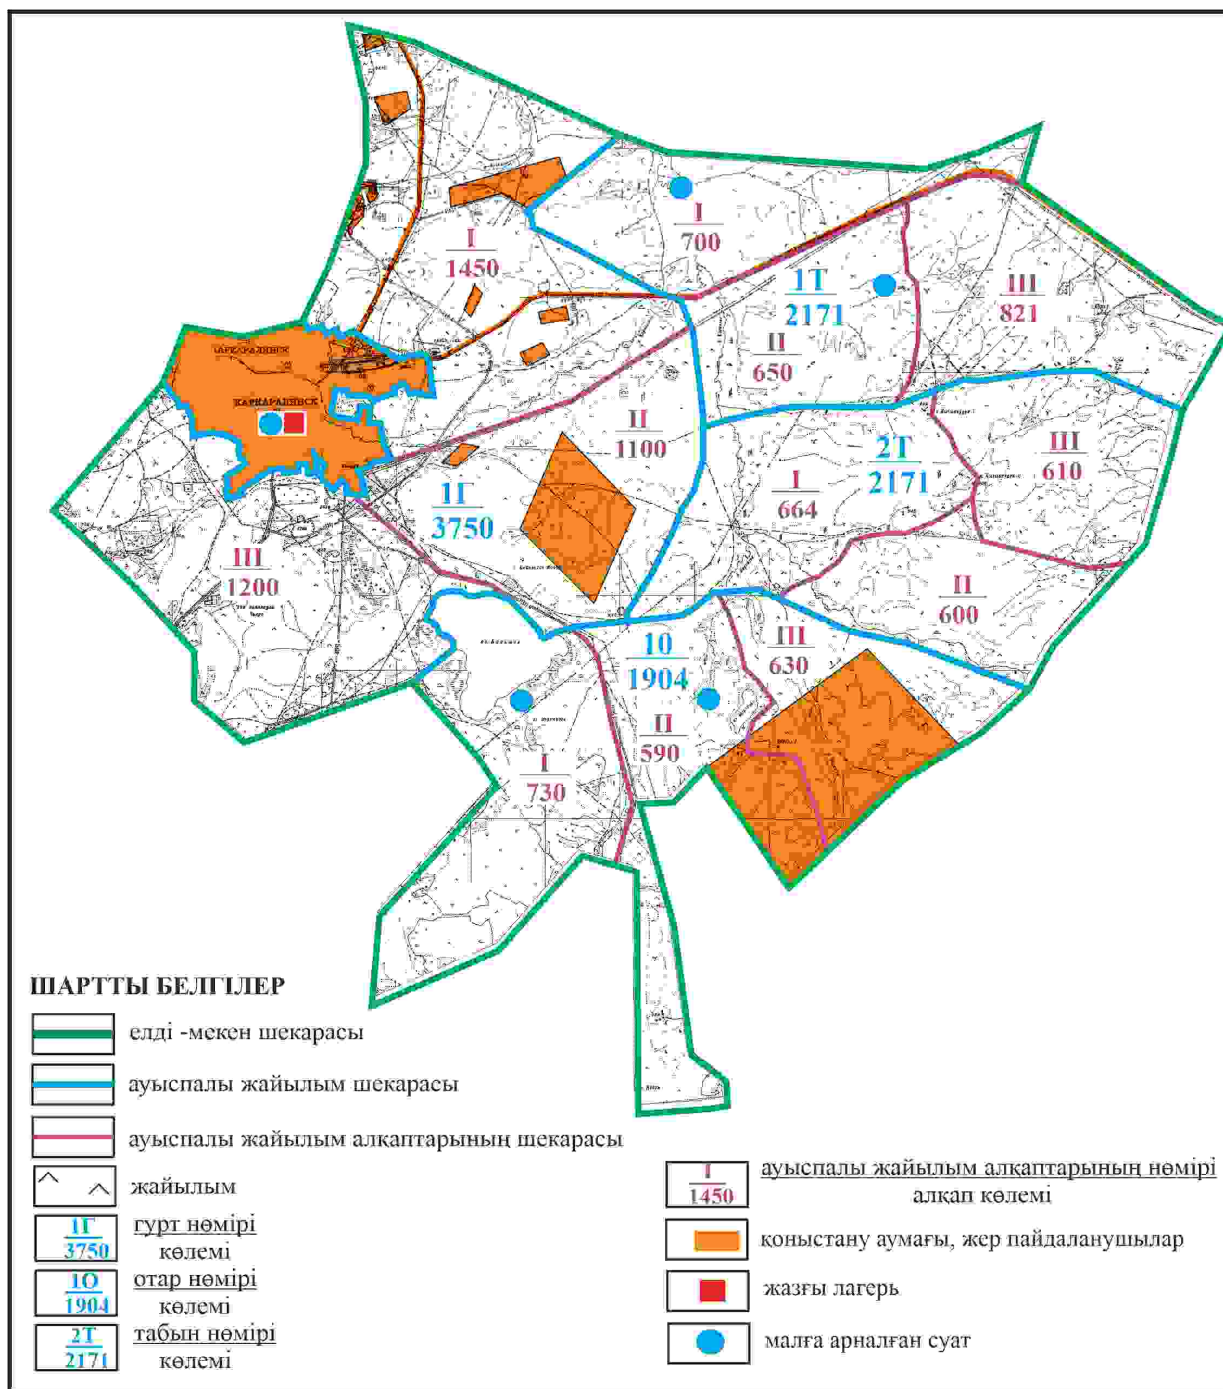 I
700
I
1450
1Т
2171
III
821
II
650
КАРКАРАЛИНСК
КАРКАРАЛИНСК
II
1100
2Т
2171
III
610
I
664
1Г
3750
III
1200
II
600
1О
1904
III
630
II
590
I
730
ШАРТТЫ БЕЛГІЛЕР
елді -мекен шекарасы
ауыспалы жайылым шекарасы
ауыспалы жайылым алқаптарының шекарасы
жайылым
1Г
3750
гурт нөмірі
көлемі
1О
1904
отар нөмірі
көлемі
2Т
2171
табын нөмірі
көлемі
I
1450
ауыспалы жайылым алқаптарының нөмірі
алқап көлемі
қоныстану аумағы, жер пайдаланушылар
жазғы лагерь
малға арналған суат